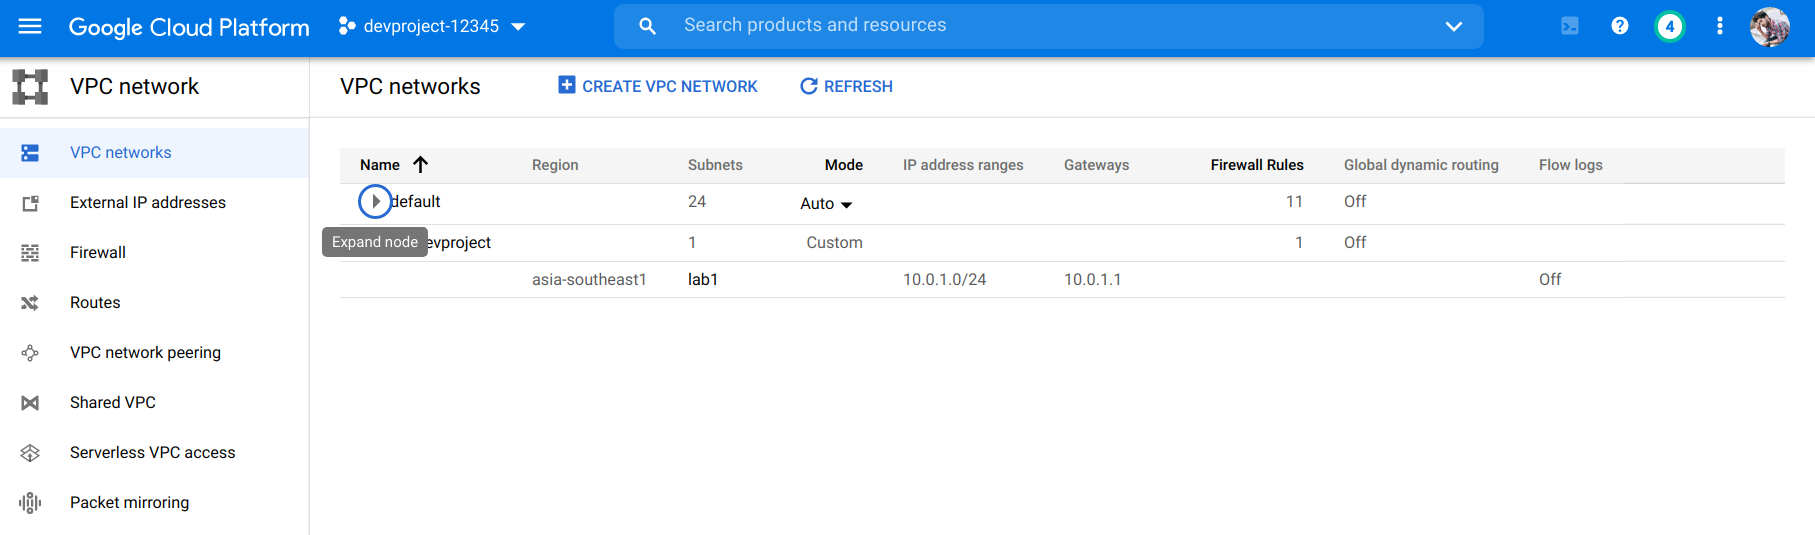 Google Cloud Platform devproject-12345 Search products and resources 4
VPC network
VPC networks
External IP addresses
Firewall
Routes
VPC network peering
Shared VPC
Serverless VPC access
Packet mirroring
VPC networks CREATE VPC NETWORK REFRESH
Name Region Subnets Mode IP address ranges Gateways Firewall Rules Global dynamic routing Flow logs
default 24 Auto 11 Off
Expand node evproject 1 Custom 1 Off
asia-southeast1 lab1 10.0.1.0/24 10.0.1.1 Off